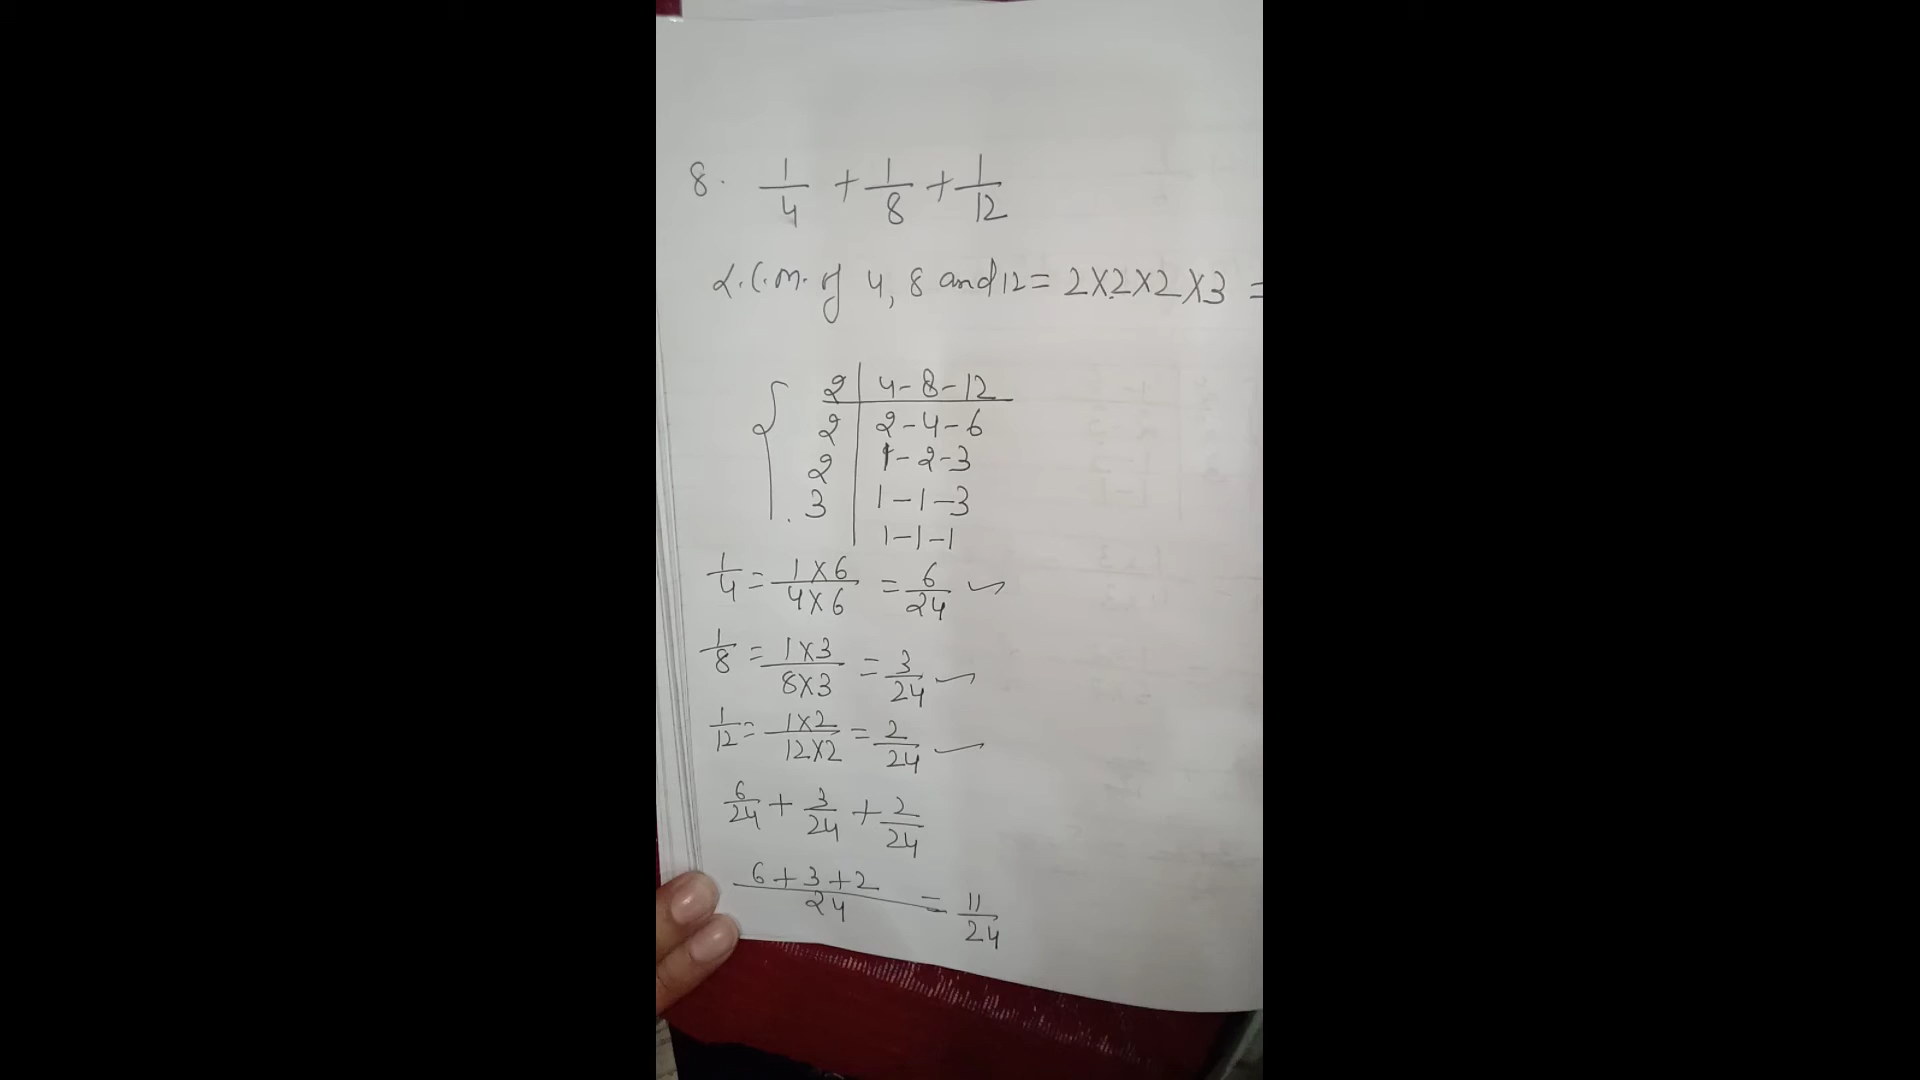 8. 1/4 + 1/8 + 1/12
L.C.M. of 4, 8 and 12 = 2×2×2×3 =
2 | 4-8-12
2 | 2-4-6
2 | 1-2-3
3 | 1-1-3
1-1-1
1/4 = 1×6/4×6 = 6/24
1/8 = 1×3/8×3 = 3/24
1/12 = 1×2/12×2 = 2/24
6/24 + 3/24 + 2/24
6+3+2/24 = 11/24